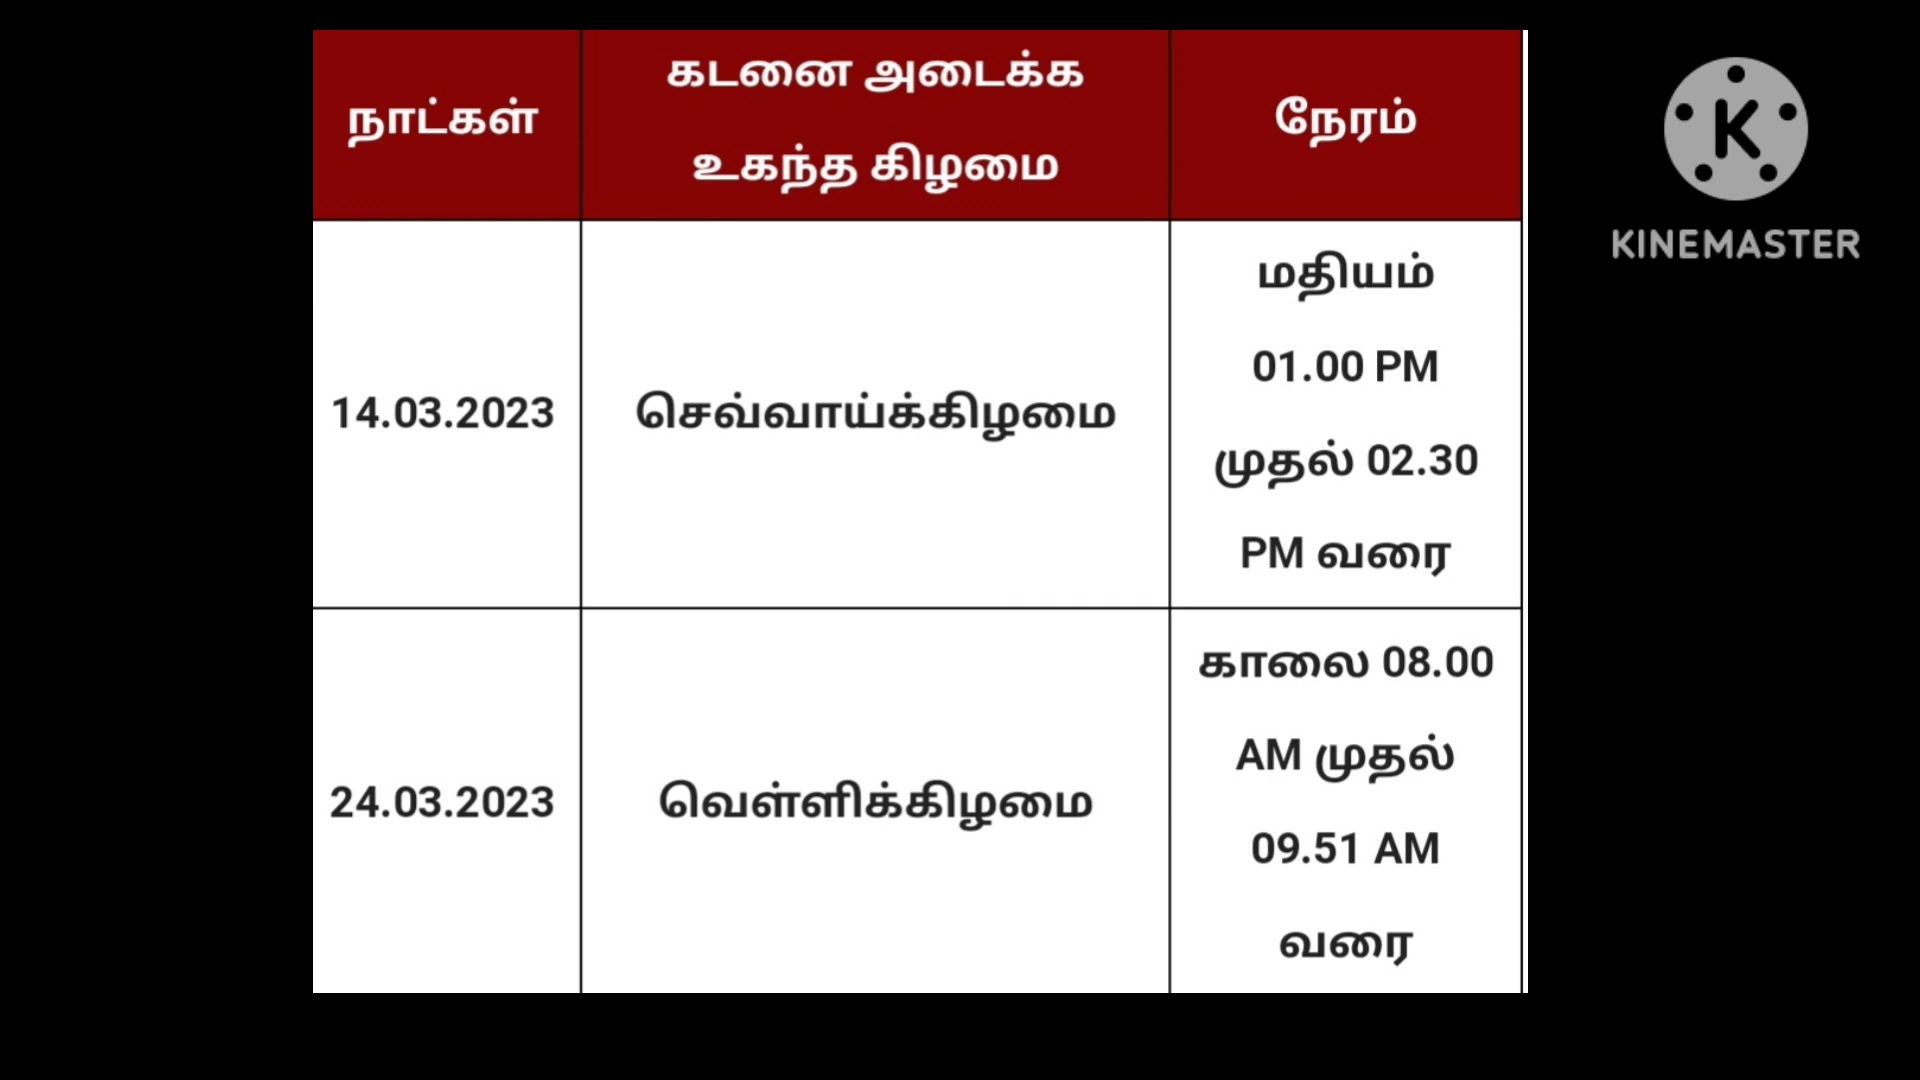 நாட்கள்
கடனை அடைக்க
உகந்த கிழமை
நேரம்
14.03.2023
செவ்வாய்க்கிழமை
மதியம்
01.00 PM
முதல் 02.30
PM வரை
24.03.2023
வெள்ளிக்கிழமை
காலை 08.00
AM முதல்
09.51 AM
வரை
K
KINEMASTER